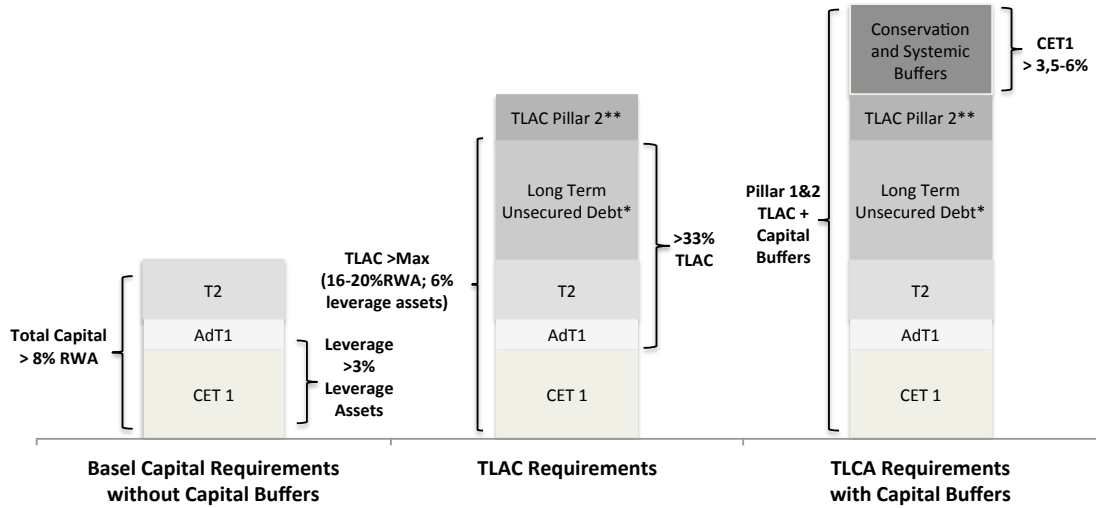 Total Capital
> 8% RWA
T2
AdT1
CET 1
Leverage
>3%
Leverage
Assets
Basel Capital Requirements
without Capital Buffers
TLAC >Max
(16-20%RWA; 6%
leverage assets)
TLAC Pillar 2**
Long Term
Unsecured Debt*
T2
AdT1
CET 1
>33%
TLAC
TLAC Requirements
Pillar 1&2
TLAC +
Capital
Buffers
Conservation
and Systemic
Buffers
TLAC Pillar 2**
Long Term
Unsecured Debt*
T2
AdT1
CET 1
CET1
> 3,5-6%
TLCA Requirements
with Capital Buffers